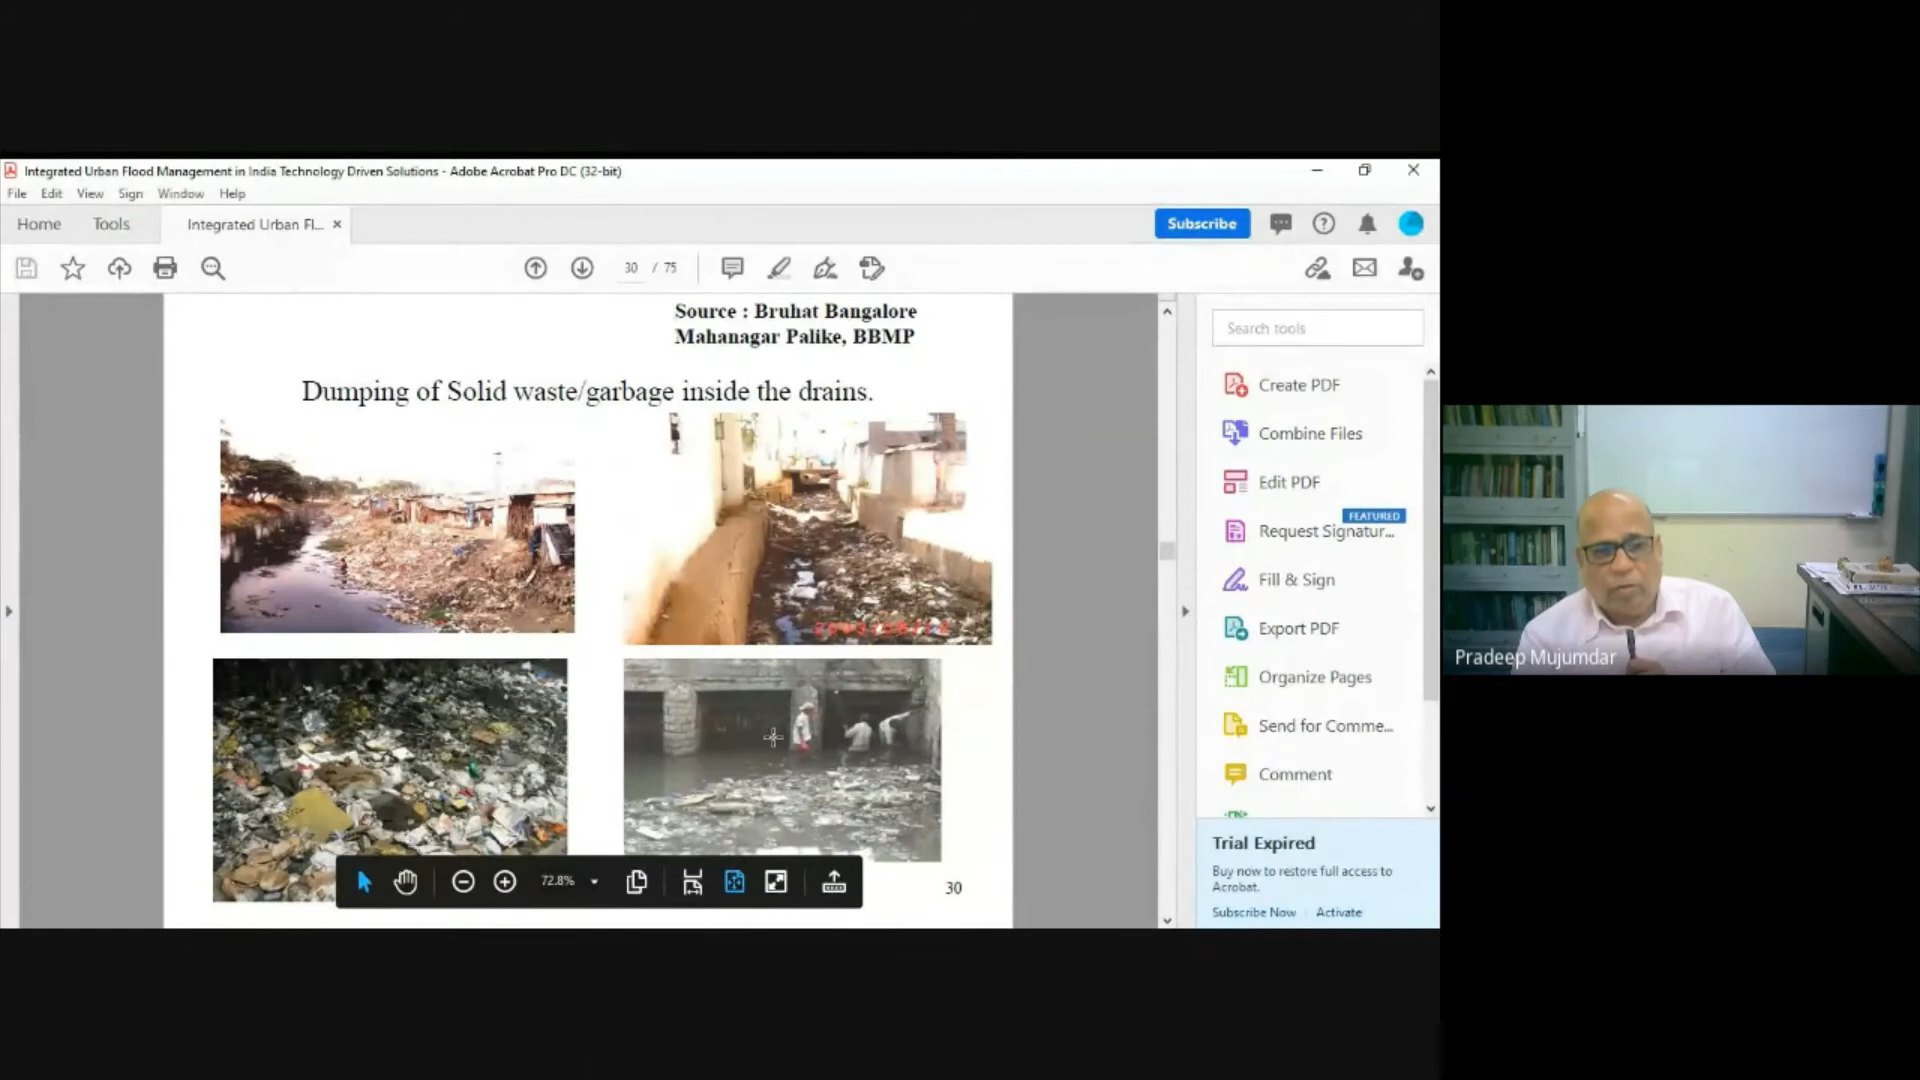 Integrated Urban Flood Management in India Technology Driven Solutions - Adobe Acrobat Pro DC (32-bit)
File Edit View Sign Window Help
Home Tools Integrated Urban Fl... ×
Subscribe
30 / 75
Source : Bruhat Bangalore
Mahanagar Palike, BBMP
Dumping of Solid waste/garbage inside the drains.
30
72.8%
Search tools
Create PDF
Combine Files
Edit PDF
FEATURED
Request Signatur...
Fill & Sign
Export PDF
Organize Pages
Send for Comme...
Comment
Trial Expired
Buy now to restore full access to
Acrobat.
Subscribe Now Activate
Pradeep Mujumdar